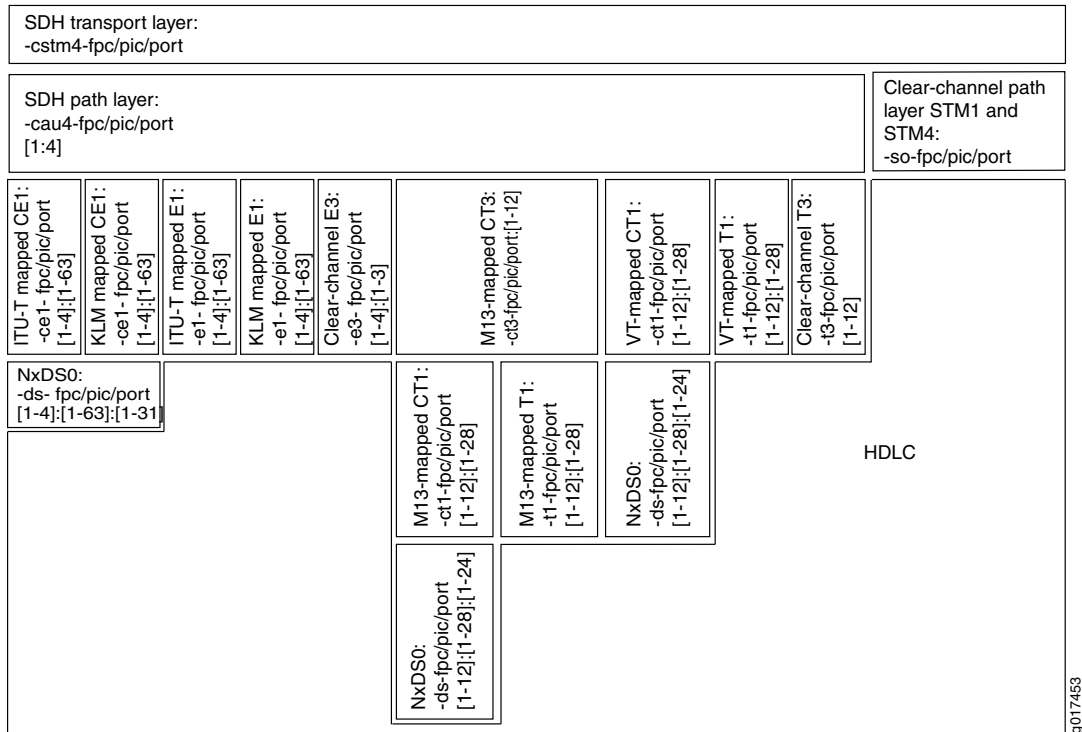 SDH transport layer:
-cstm4-fpc/pic/port
SDH path layer:
-cau4-fpc/pic/port
[1:4]
Clear-channel path
layer STM1 and
STM4:
-so-fpc/pic/port
ITU-T mapped CE1:
-ce1- fpc/pic/port
[1-4]:[1-63]
KLM mapped CE1:
-ce1- fpc/pic/port
[1-4]:[1-63]
ITU-T mapped E1:
-e1- fpc/pic/port
[1-4]:[1-63]
KLM mapped E1:
-e1- fpc/pic/port
[1-4]:[1-63]
Clear-channel E3:
-e3- fpc/pic/port
[1-4]:[1-3]
M13-mapped CT3:
-ct3-fpc/pic/port:[1-12]
VT-mapped CT1:
-ct1-fpc/pic/port
[1-12]:[1-28]
VT-mapped T1:
-t1-fpc/pic/port
[1-12]:[1-28]
Clear-channel T3:
-t3-fpc/pic/port
[1-12]
NxDS0:
-ds- fpc/pic/port
[1-4]:[1-63]:[1-31]
M13-mapped CT1:
-ct1-fpc/pic/port
[1-12]:[1-28]
M13-mapped T1:
-t1-fpc/pic/port
[1-12]:[1-28]
NxDS0:
-ds-fpc/pic/port
[1-12]:[1-28]:[1-24]
HDLC
NxDS0:
-ds-fpc/pic/port
[1-12]:[1-28]:[1-24]
g017453